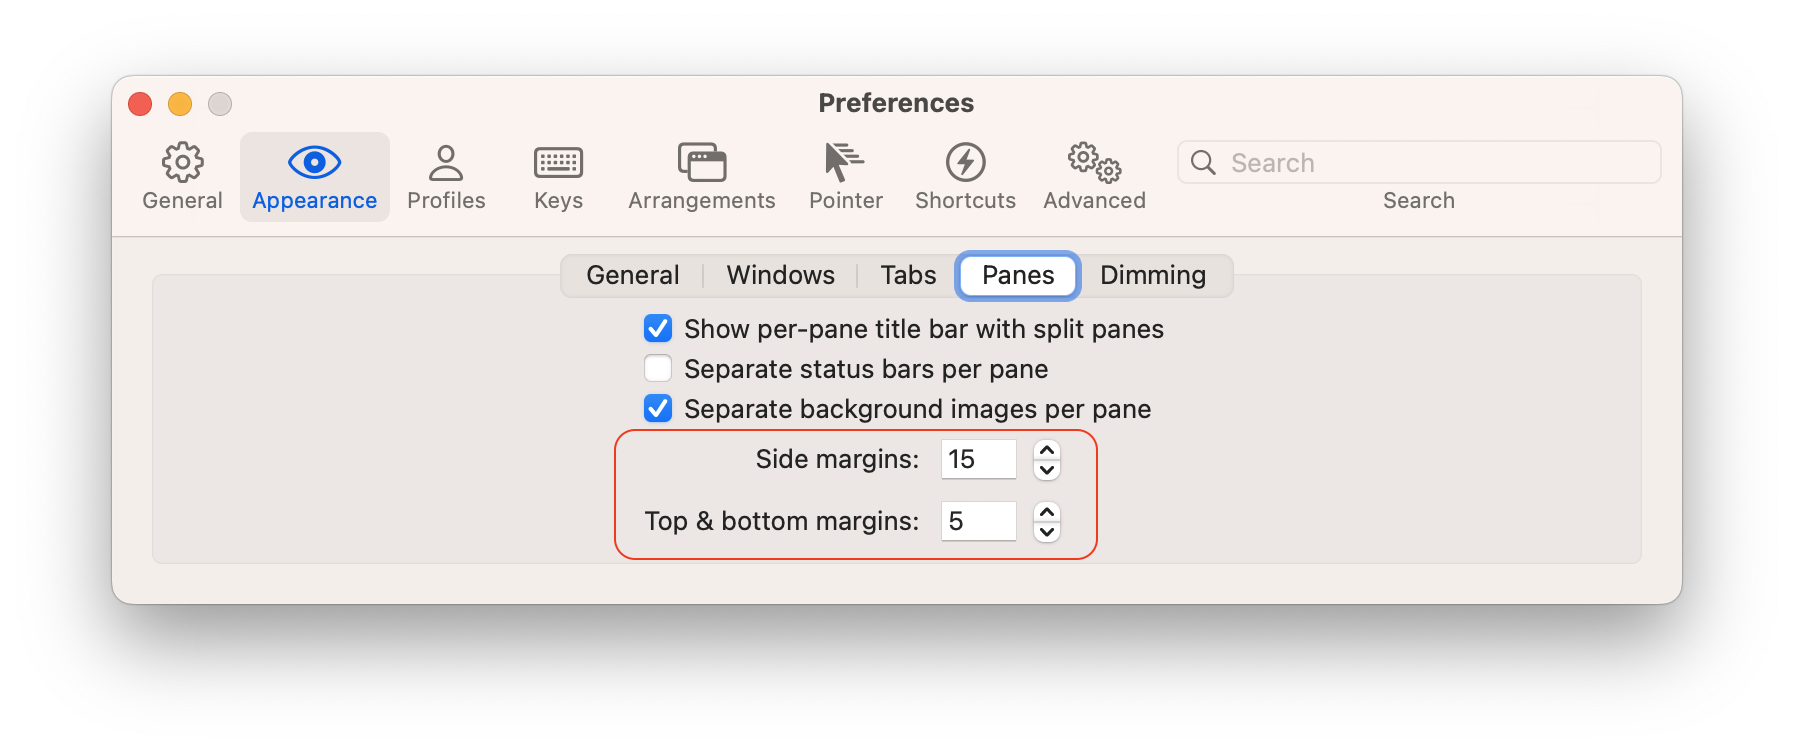 Preferences
General
Appearance
Profiles
Keys
Arrangements
Pointer
Shortcuts
Advanced
Search
Search
General
Windows
Tabs
Panes
Dimming
Show per-pane title bar with split panes
Separate status bars per pane
Separate background images per pane
Side margins: 15
Top & bottom margins: 5